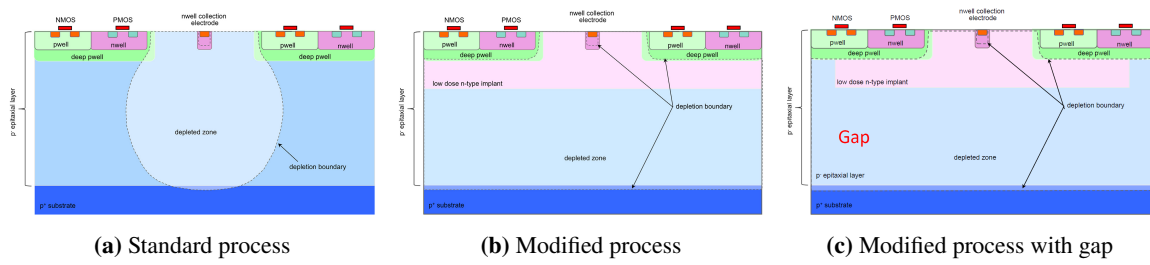 NMOS
PMOS
nwell collection
electrode
pwell
nwell
deep pwell
pwell
nwell
deep pwell
p⁻ epitaxial layer
depleted zone
depletion boundary
p⁺ substrate
(a) Standard process
NMOS
PMOS
nwell collection
electrode
pwell
nwell
deep pwell
pwell
nwell
deep pwell
low dose n-type implant
p⁻ epitaxial layer
depletion boundary
depleted zone
p⁺ substrate
(b) Modified process
NMOS
PMOS
nwell collection
electrode
pwell
nwell
deep pwell
pwell
nwell
deep pwell
low dose n-type implant
p⁻ epitaxial layer
depletion boundary
Gap
depleted zone
p⁻ epitaxial layer
p⁺ substrate
(c) Modified process with gap